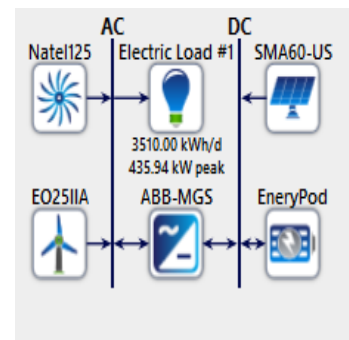 AC DC
Natel125 Electric Load #1 SMA60-US
3510.00 kWh/d
435.94 kW peak
EO25IIA ABB-MGS EneryPod